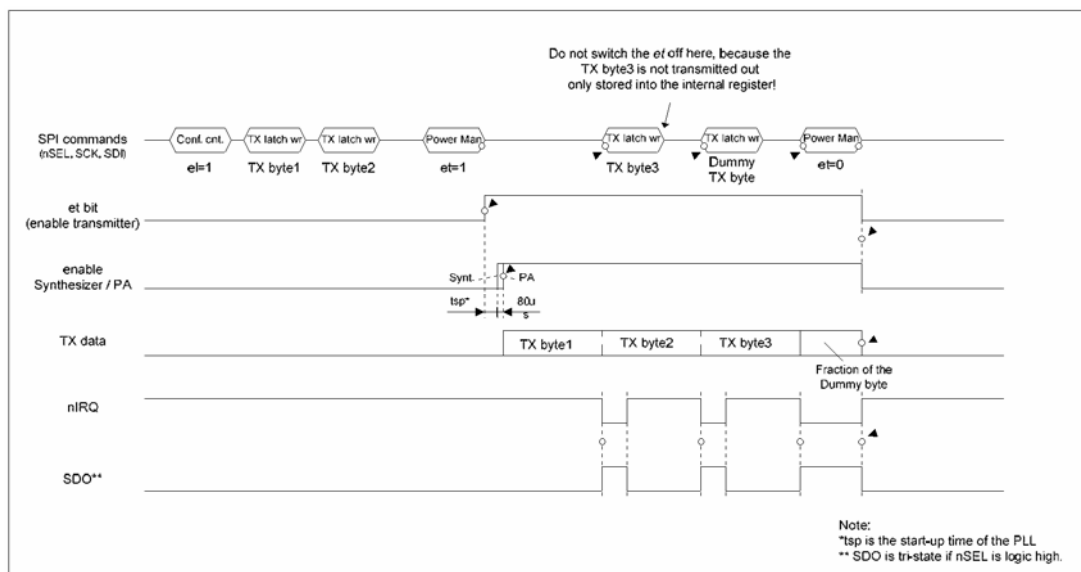 Do not switch the et off here, because the
TX byte3 is not transmitted out
only stored into the internal register!
SPI commands
(nSEL, SCK, SDI)
Conf. cnt.
TX latch wr
TX latch wr
Power Man
TX latch wr
TX latch wr
Power Man
el=1
TX byte1
TX byte2
et=1
TX byte3
Dummy
TX byte
et=0
et bit
(enable transmitter)
enable
Synthesizer / PA
Synt.
PA
tsp*
80u
s
TX data
TX byte1
TX byte2
TX byte3
Fraction of the
Dummy byte
nIRQ
SDO**
Note:
*tsp is the start-up time of the PLL
** SDO is tri-state if nSEL is logic high.